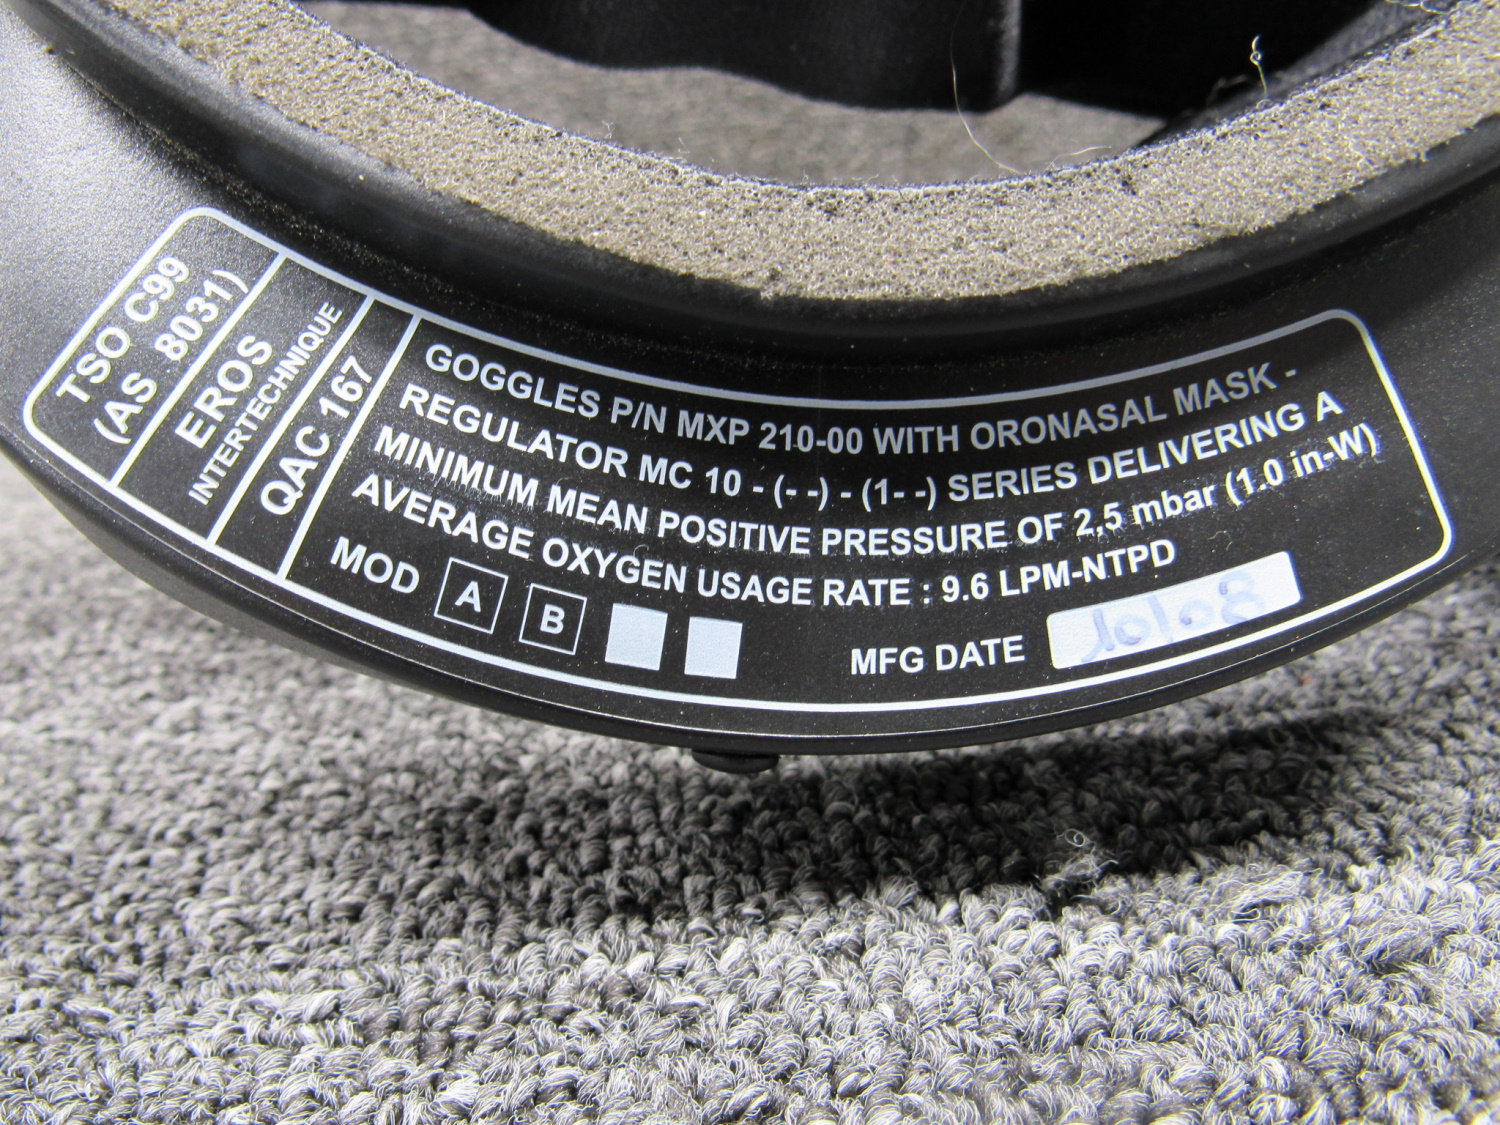 TSO C99
(AS 8031)
EROS
INTERTECHNIQUE
QAC 167
GOGGLES P/N MXP 210-00 WITH ORONASAL MASK -
REGULATOR MC 10 - (- -) - (1- -) SERIES DELIVERING A
MINIMUM MEAN POSITIVE PRESSURE OF 2,5 mbar (1.0 in-W)
AVERAGE OXYGEN USAGE RATE : 9.6 LPM-NTPD
MOD A B
MFG DATE